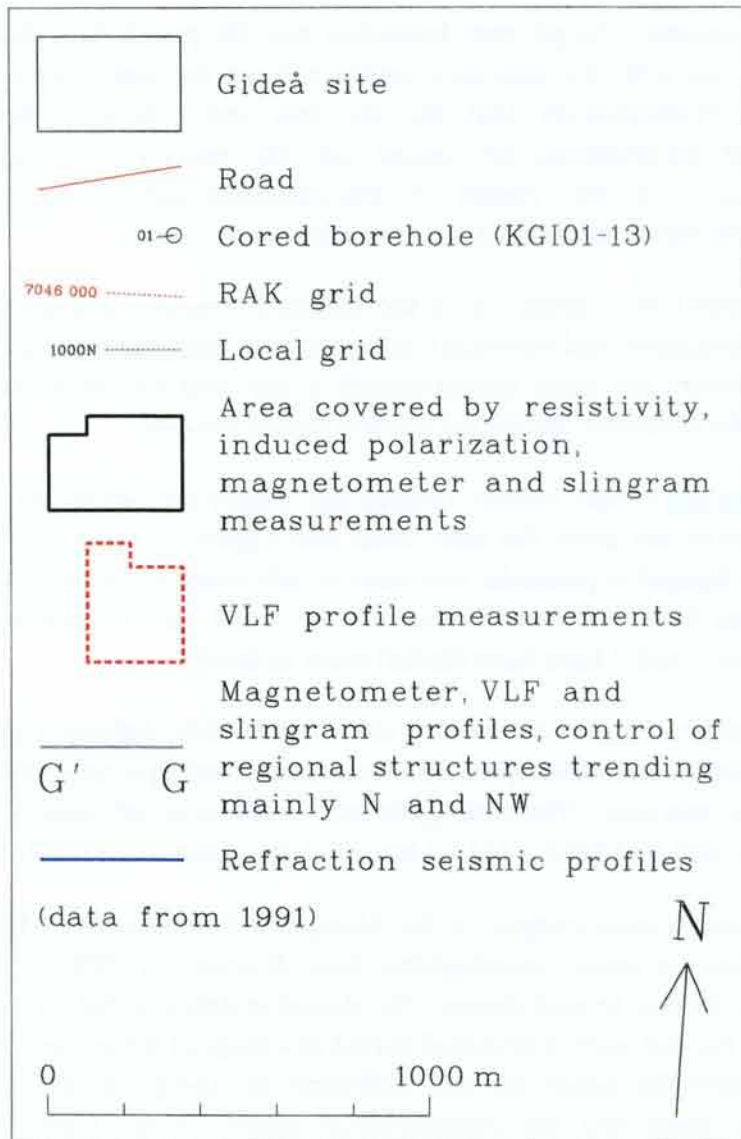 Gideå site
Road
01 Cored borehole (KGI01-13)
7046 000 RAK grid
1000N Local grid
Area covered by resistivity,
induced polarization,
magnetometer and slingram
measurements
VLF profile measurements
Magnetometer, VLF and
slingram profiles, control of
G' G regional structures trending
mainly N and NW
Refraction seismic profiles
(data from 1991)
N
0 1000 m